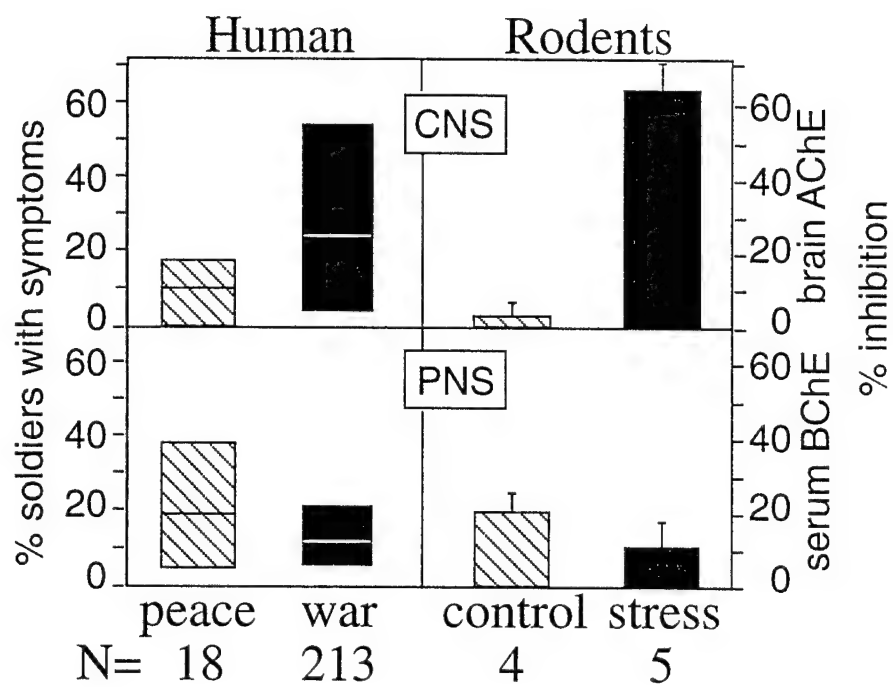 Human Rodents
% soldiers with symptoms
60
40
20
0
CNS
60
40
20
0
brain AChE
% inhibition
60
40
20
0
PNS
60
40
20
0
serum BChE
peace war control stress
N= 18 213 4 5